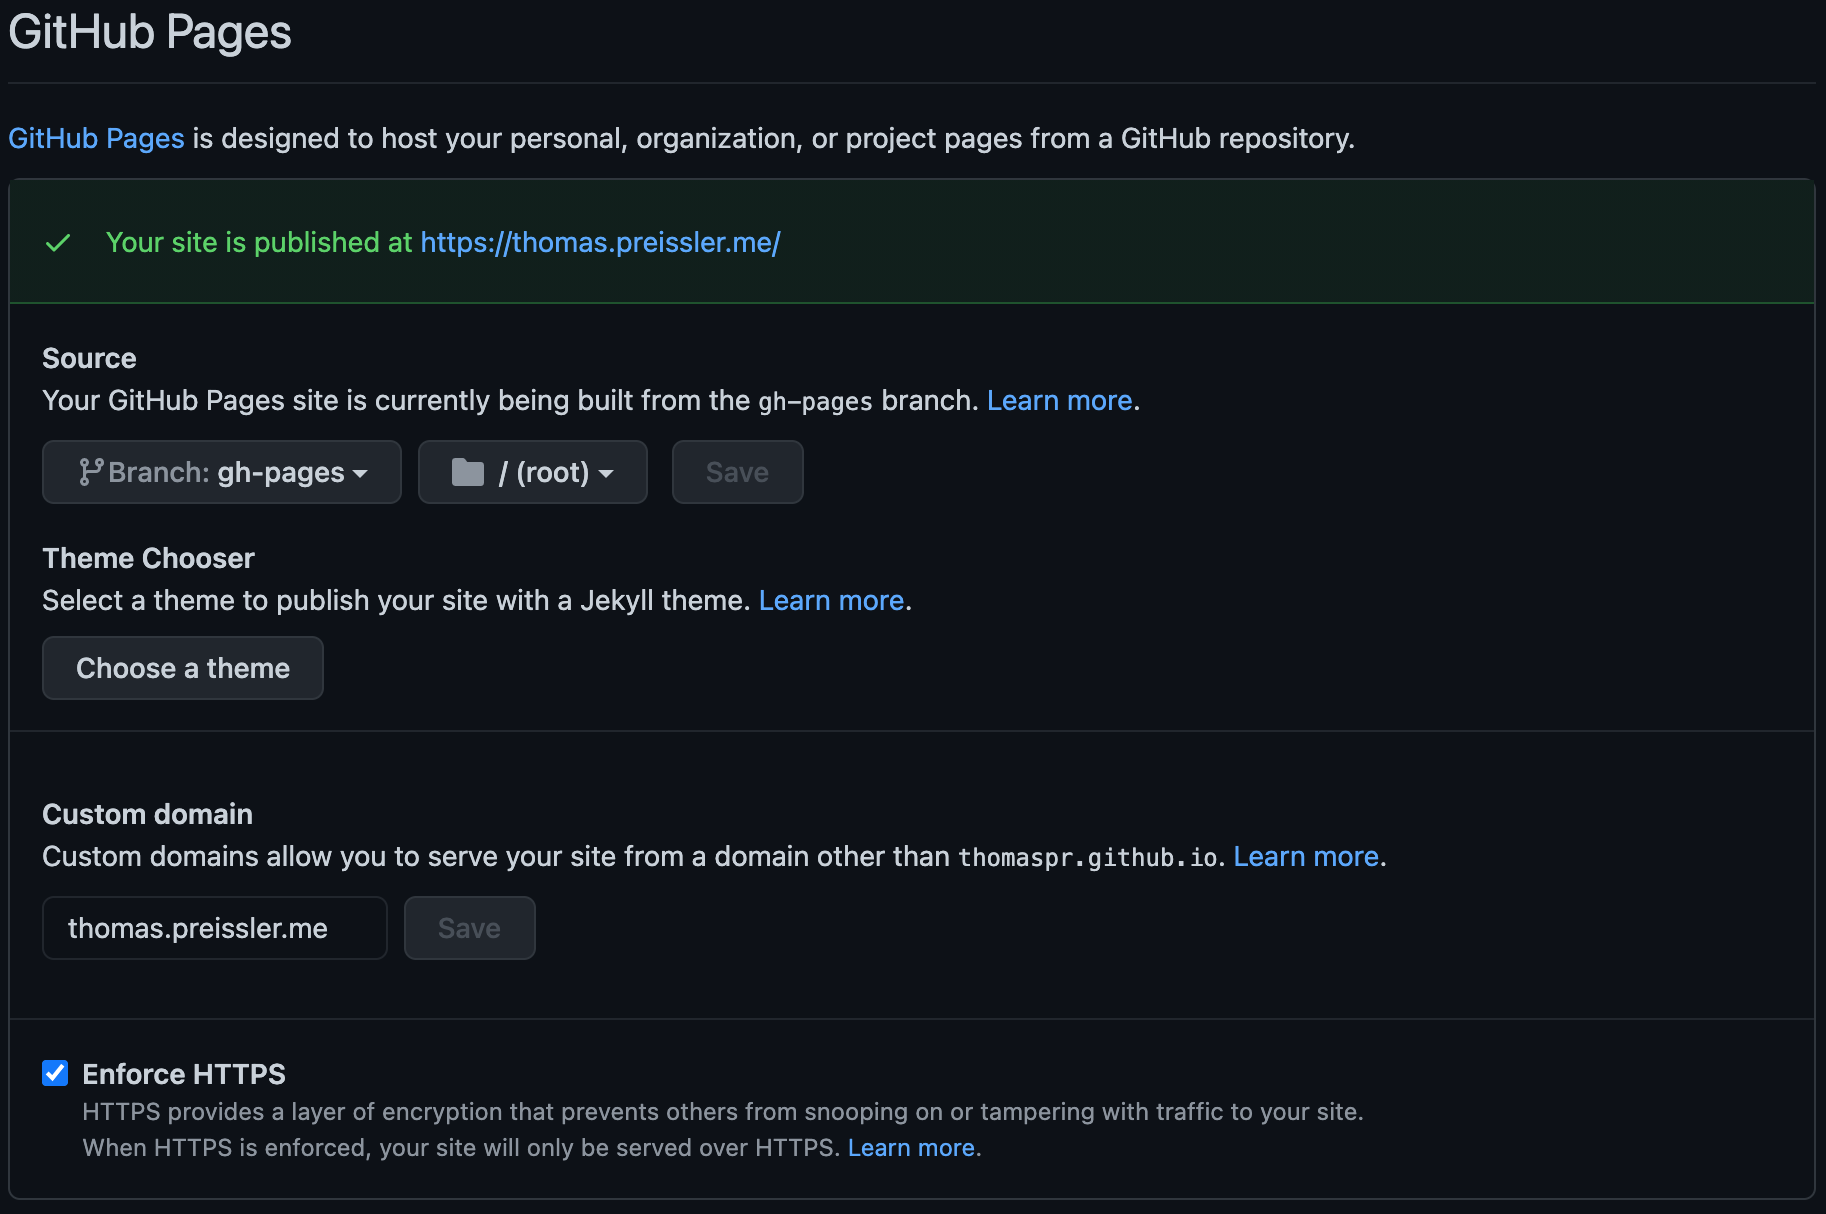 GitHub Pages
GitHub Pages is designed to host your personal, organization, or project pages from a GitHub repository.
Your site is published at https://thomas.preissler.me/
Source
Your GitHub Pages site is currently being built from the gh-pages branch. Learn more.
Branch: gh-pages / (root) Save
Theme Chooser
Select a theme to publish your site with a Jekyll theme. Learn more.
Choose a theme
Custom domain
Custom domains allow you to serve your site from a domain other than thomaspr.github.io. Learn more.
thomas.preissler.me Save
Enforce HTTPS
HTTPS provides a layer of encryption that prevents others from snooping on or tampering with traffic to your site.
When HTTPS is enforced, your site will only be served over HTTPS. Learn more.